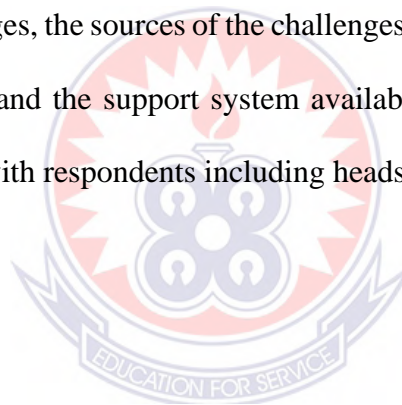 ges, the sources of the challenges
and the support system availab
ith respondents including heads
EDUCATION FOR SERVICE